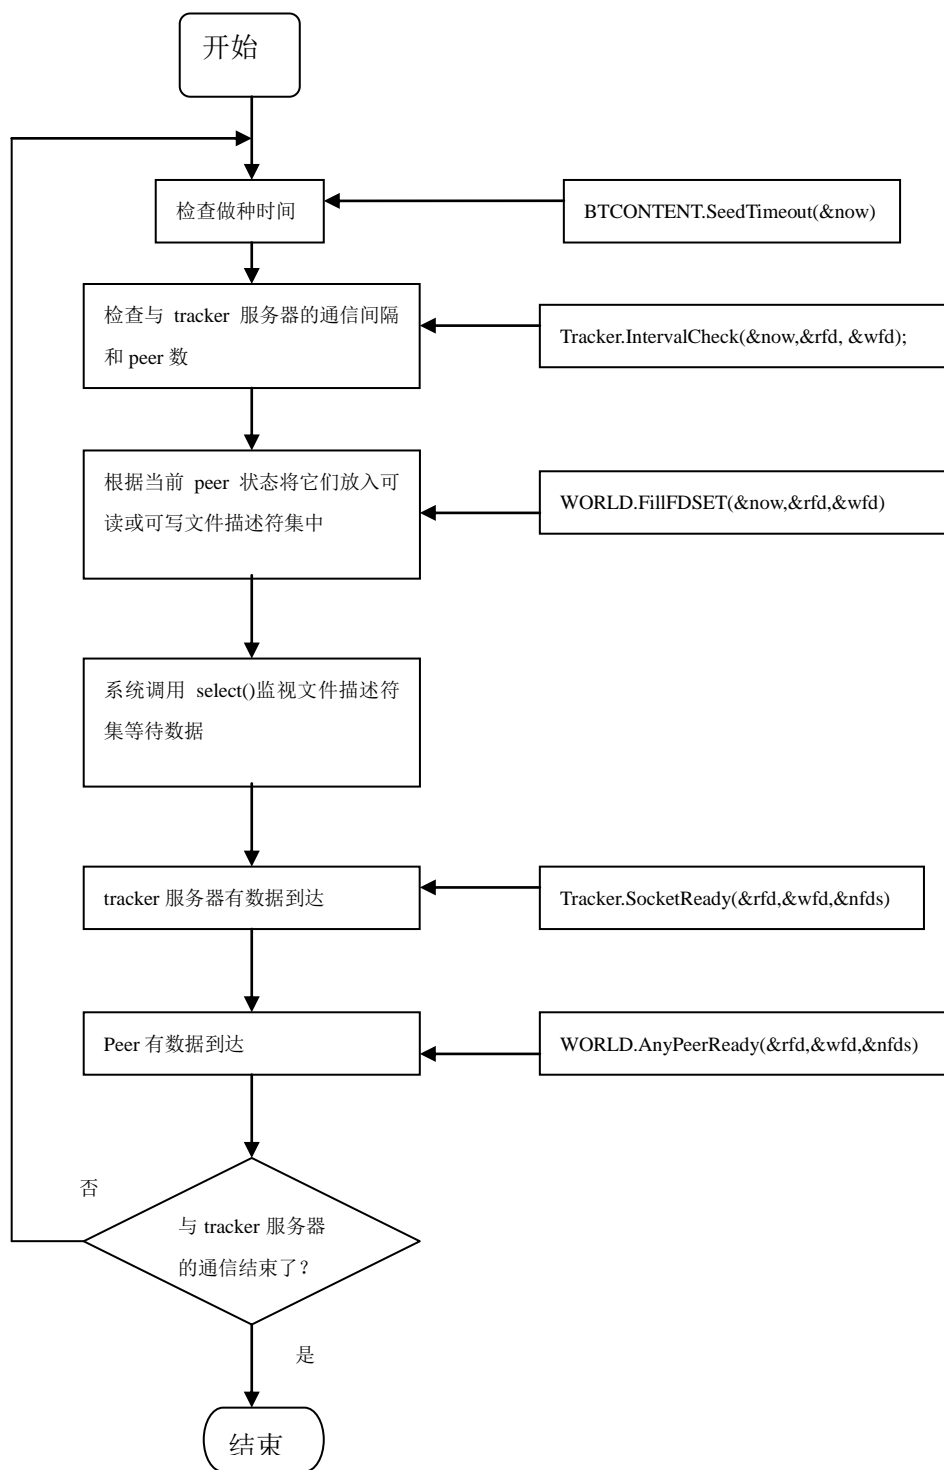 开始
检查做种时间
BTCONTENT.SeedTimeout(&now)
检查与 tracker 服务器的通信间隔
和 peer 数
Tracker.IntervalCheck(&now,&rfd, &wfd);
根据当前 peer 状态将它们放入可
读或可写文件描述符集中
WORLD.FillFDSET(&now,&rfd,&wfd)
系统调用 select()监视文件描述符
集等待数据
tracker 服务器有数据到达
Tracker.SocketReady(&rfd,&wfd,&nfds)
Peer 有数据到达
WORLD.AnyPeerReady(&rfd,&wfd,&nfds)
否
与 tracker 服务器
的通信结束了?
是
结束